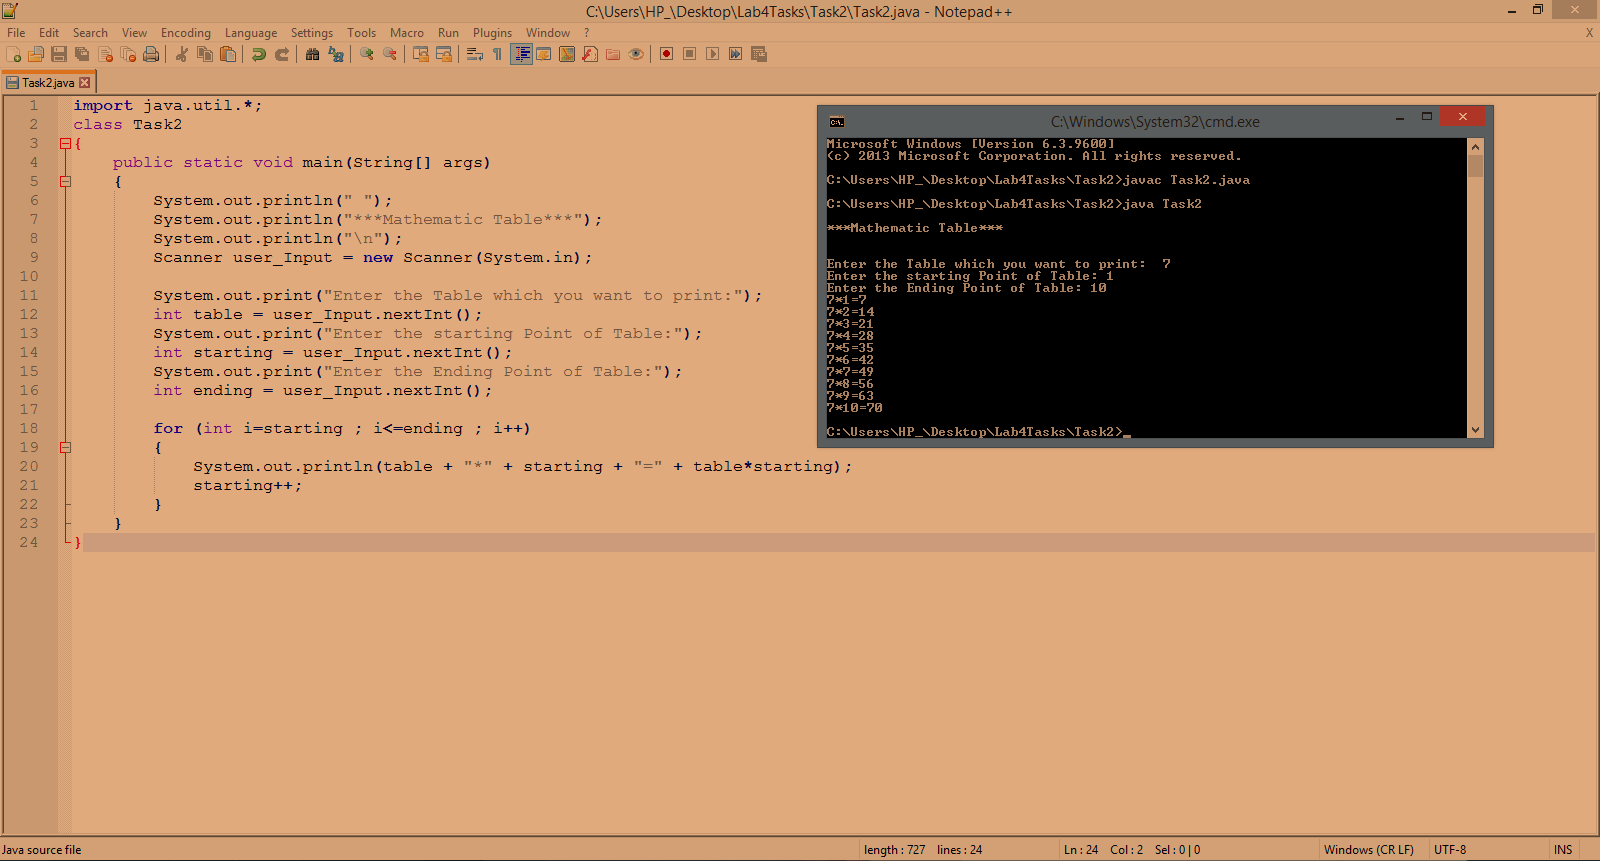 C:\Users\HP_\Desktop\Lab4Tasks\Task2\Task2.java - Notepad++
File Edit Search View Encoding Language Settings Tools Macro Run Plugins Window ? X
Task2.java
1 import java.util.*;
2 class Task2
3 {
4 public static void main(String[] args)
5 {
6 System.out.println(" ");
7 System.out.println("***Mathematic Table***");
8 System.out.println("\n");
9 Scanner user_Input = new Scanner(System.in);
10
11 System.out.print("Enter the Table which you want to print:");
12 int table = user_Input.nextInt();
13 System.out.print("Enter the starting Point of Table:");
14 int starting = user_Input.nextInt();
15 System.out.print("Enter the Ending Point of Table:");
16 int ending = user_Input.nextInt();
17
18 for (int i=starting ; i<=ending ; i++)
19 {
20 System.out.println(table + "*" + starting + "=" + table*starting);
21 starting++;
22 }
23 }
24 }
C:\Windows\System32\cmd.exe
Microsoft Windows [Version 6.3.9600]
(c) 2013 Microsoft Corporation. All rights reserved.
C:\Users\HP_\Desktop\Lab4Tasks\Task2>javac Task2.java
C:\Users\HP_\Desktop\Lab4Tasks\Task2>java Task2
***Mathematic Table***
Enter the Table which you want to print:  7
Enter the starting Point of Table: 1
Enter the Ending Point of Table: 10
7*1=7
7*2=14
7*3=21
7*4=28
7*5=35
7*6=42
7*7=49
7*8=56
7*9=63
7*10=70
C:\Users\HP_\Desktop\Lab4Tasks\Task2>_
Java source file length : 727 lines : 24 Ln : 24 Col : 2 Sel : 0 | 0 Windows (CR LF) UTF-8 INS